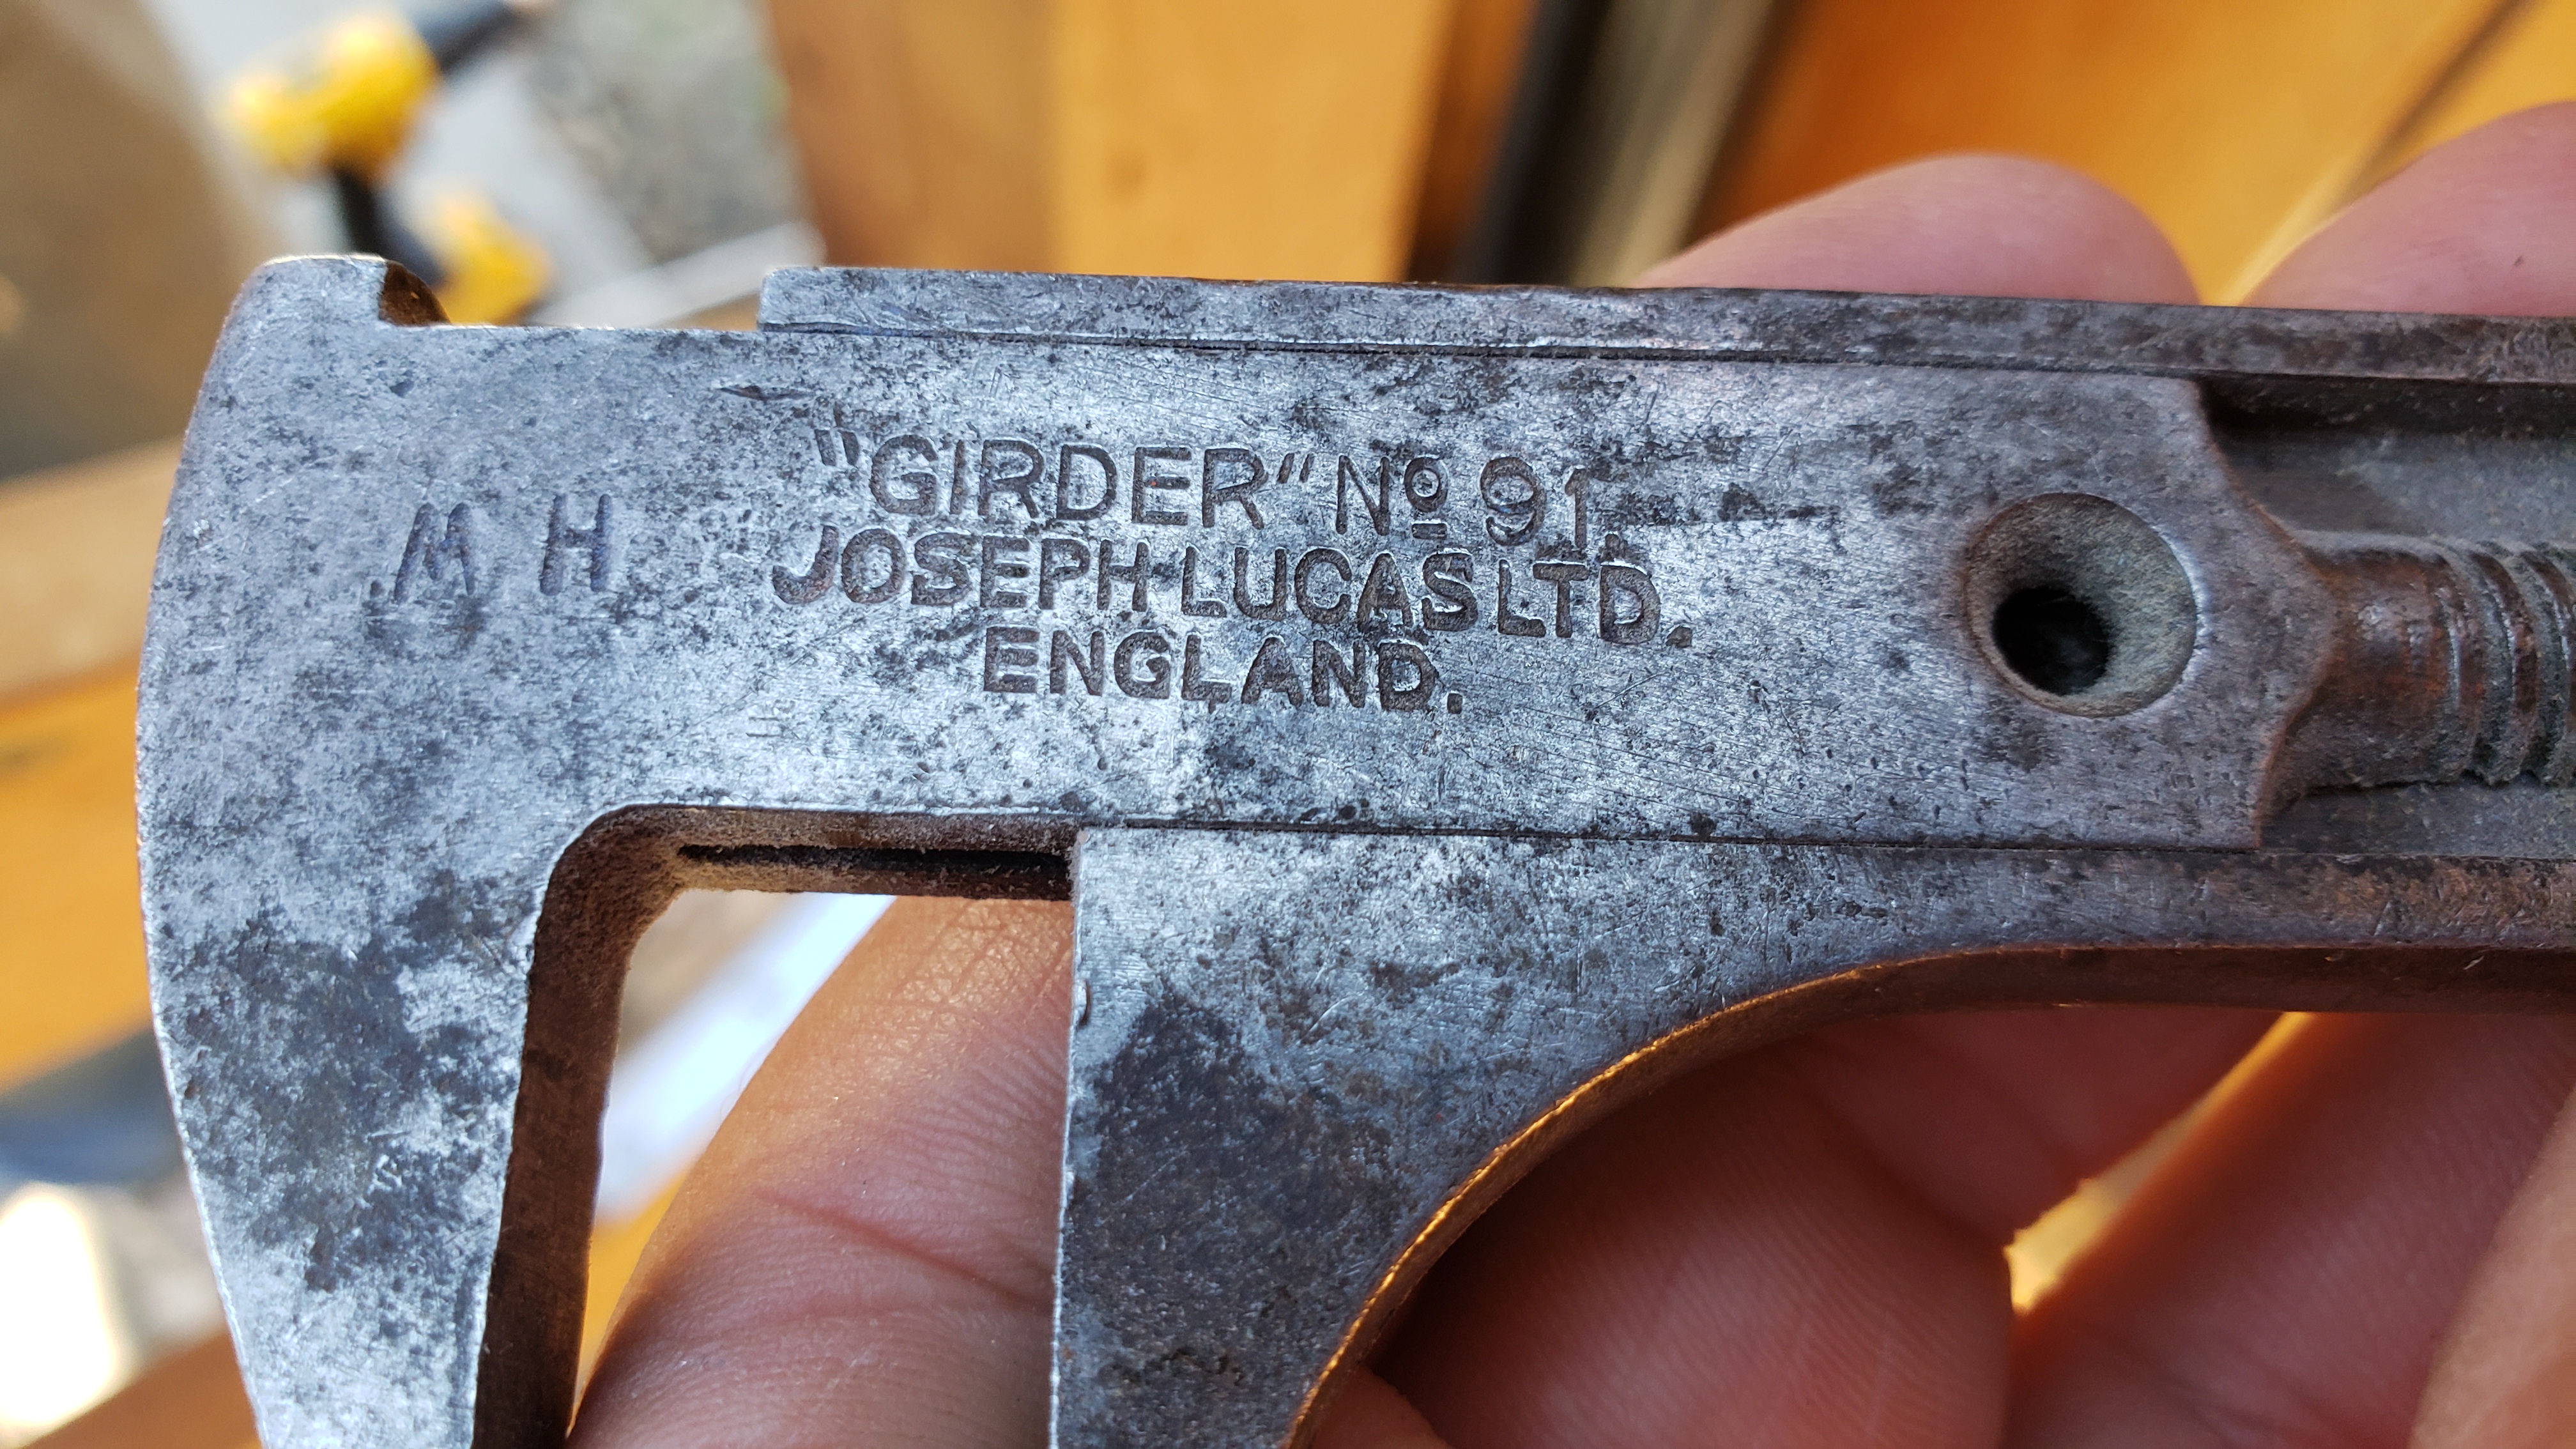 M H
"GIRDER" Nº 91.
JOSEPH LUCAS LTD.
ENGLAND.